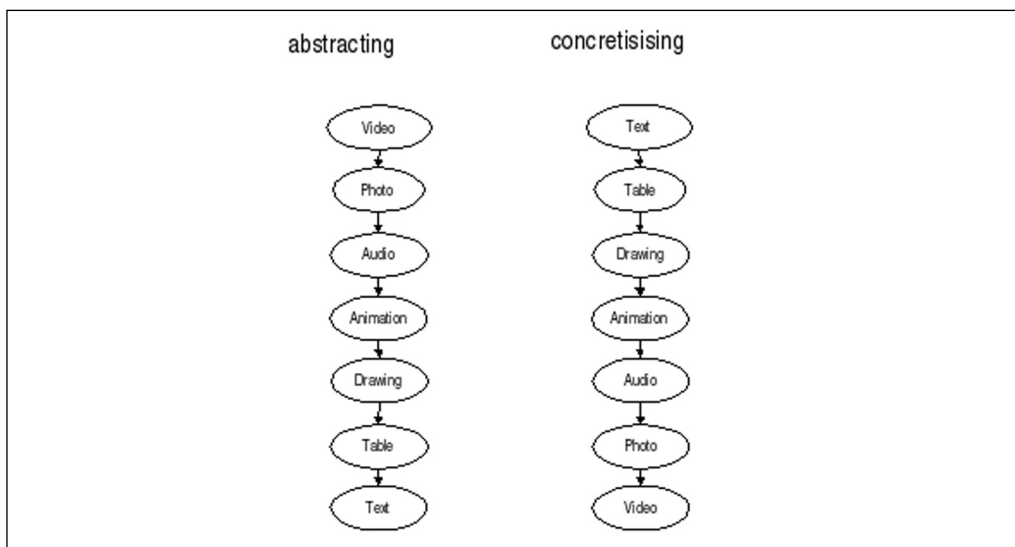 abstracting
Video
Photo
Audio
Animation
Drawing
Table
Text
concretisising
Text
Table
Drawing
Animation
Audio
Photo
Video